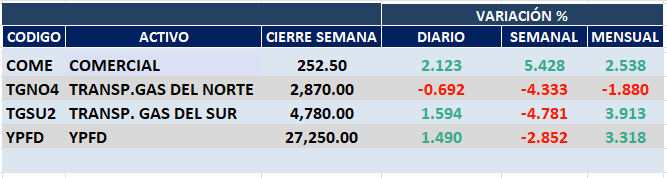 VARIACIÓN %
CODIGO ACTIVO CIERRE SEMANA DIARIO SEMANAL MENSUAL
COME COMERCIAL 252.50 2.123 5.428 2.538
TGNO4 TRANSP.GAS DEL NORTE 2,870.00 -0.692 -4.333 -1.880
TGSU2 TRANSP. GAS DEL SUR 4,780.00 1.594 -4.781 3.913
YPFD YPFD 27,250.00 1.490 -2.852 3.318